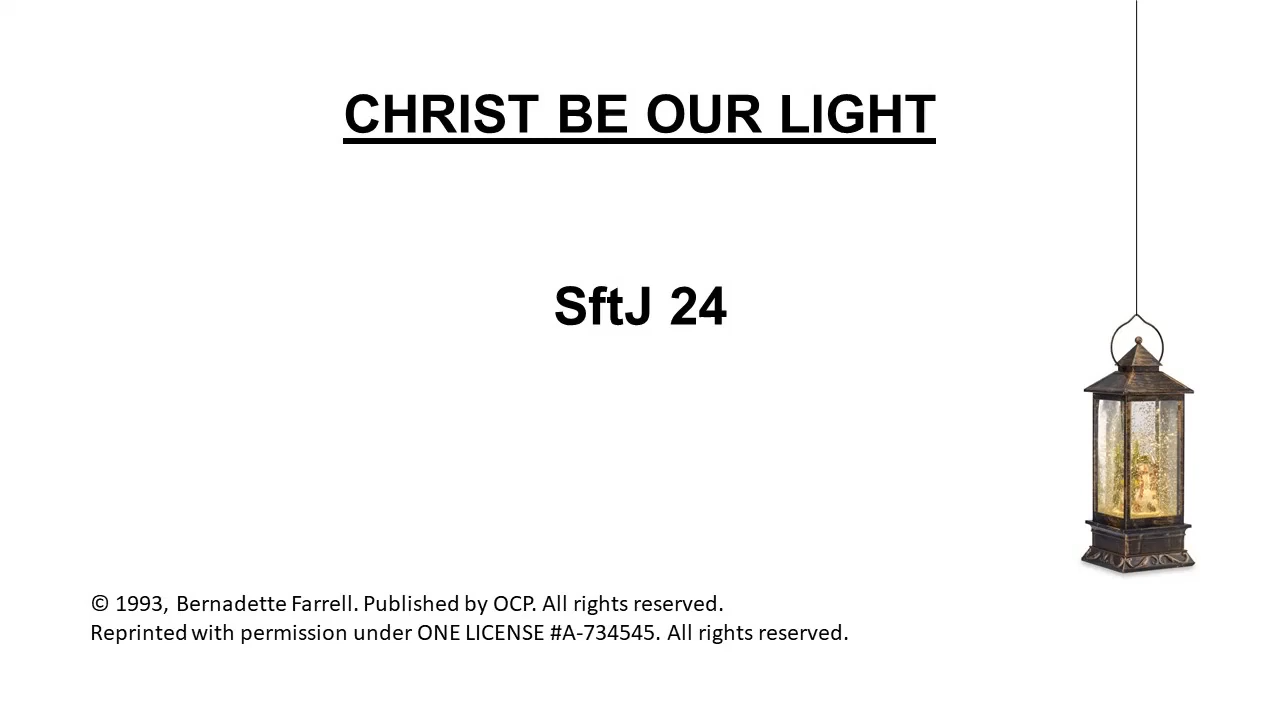 CHRIST BE OUR LIGHT
SftJ 24
© 1993, Bernadette Farrell. Published by OCP. All rights reserved.
Reprinted with permission under ONE LICENSE #A-734545. All rights reserved.